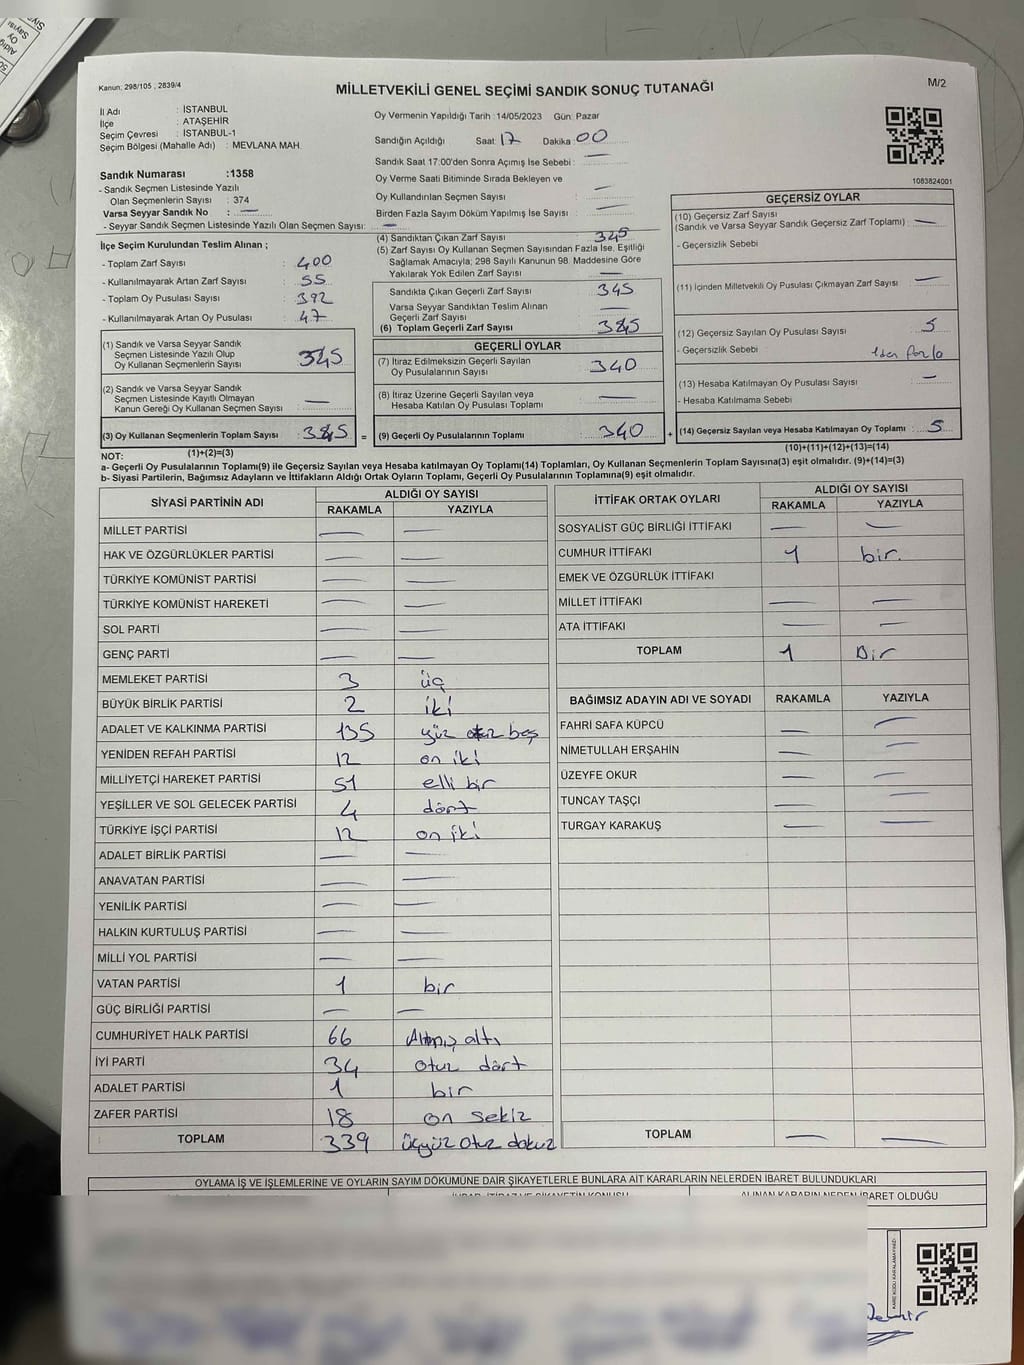 Kanun; 298/105 , 2839/4
MİLLETVEKİLİ GENEL SEÇİMİ SANDIK SONUÇ TUTANAĞI
M/2
İl Adı : İSTANBUL
İlçe : ATAŞEHİR
Seçim Çevresi : İSTANBUL-1
Seçim Bölgesi (Mahalle Adı) : MEVLANA MAH.
Oy Vermenin Yapıldığı Tarih :14/05/2023 Gün: Pazar
Sandığın Açıldığı Saat: 17 Dakika: 00
Sandık Saat 17:00'den Sonra Açılmış İse Sebebi : —
Oy Verme Saati Bitiminde Sırada Bekleyen ve
Oy Kullandırılan Seçmen Sayısı : —
Birden Fazla Sayım Döküm Yapılmış İse Sayısı : —
1083824001
Sandık Numarası :1358
- Sandık Seçmen Listesinde Yazılı
Olan Seçmenlerin Sayısı : 374
Varsa Seyyar Sandık No : —
- Seyyar Sandık Seçmen Listesinde Yazılı Olan Seçmen Sayısı: —
İlçe Seçim Kurulundan Teslim Alınan ;
- Toplam Zarf Sayısı : 400
- Kullanılmayarak Artan Zarf Sayısı : 55
- Toplam Oy Pusulası Sayısı : 392
- Kullanılmayarak Artan Oy Pusulası : 47
(1) Sandık ve Varsa Seyyar Sandık
Seçmen Listesinde Yazılı Olup
Oy Kullanan Seçmenlerin Sayısı : 345
(2) Sandık ve Varsa Seyyar Sandık
Seçmen Listesinde Kayıtlı Olmayan
Kanun Gereği Oy Kullanan Seçmen Sayısı : —
(3) Oy Kullanan Seçmenlerin Toplam Sayısı : 345 =
(1)+(2)=(3)
(4) Sandıktan Çıkan Zarf Sayısı : 345
(5) Zarf Sayısı Oy Kullanan Seçmen Sayısından Fazla İse, Eşitliği
Sağlamak Amacıyla; 298 Sayılı Kanunun 98. Maddesine Göre
Yakılarak Yok Edilen Zarf Sayısı : —
Sandıkta Çıkan Geçerli Zarf Sayısı : 345
Varsa Seyyar Sandıktan Teslim Alınan
Geçerli Zarf Sayısı : —
(6) Toplam Geçerli Zarf Sayısı : 345
GEÇERLİ OYLAR
(7) İtiraz Edilmeksizin Geçerli Sayılan
Oy Pusulalarının Sayısı : 340
(8) İtiraz Üzerine Geçerli Sayılan veya
Hesaba Katılan Oy Pusulası Toplamı : —
(9) Geçerli Oy Pusulalarının Toplamı : 340 +
GEÇERSİZ OYLAR
(10) Geçersiz Zarf Sayısı
(Sandık ve Varsa Seyyar Sandık Geçersiz Zarf Toplamı) : —
- Geçersizlik Sebebi
(11) İçinden Milletvekili Oy Pusulası Çıkmayan Zarf Sayısı : —
(12) Geçersiz Sayılan Oy Pusulası Sayısı : 5
- Geçersizlik Sebebi 1den fazla
(13) Hesaba Katılmayan Oy Pusulası Sayısı : —
- Hesaba Katılmama Sebebi
(14) Geçersiz Sayılan veya Hesaba Katılmayan Oy Toplamı : 5
(10)+(11)+(12)+(13)=(14)
NOT:
a- Geçerli Oy Pusulalarının Toplamı(9) ile Geçersiz Sayılan veya Hesaba katılmayan Oy Toplamı(14) Toplamları, Oy Kullanan Seçmenlerin Toplam Sayısına(3) eşit olmalıdır. (9)+(14)=(3)
b- Siyasi Partilerin, Bağımsız Adayların ve İttifakların Aldığı Ortak Oyların Toplamı, Geçerli Oy Pusulalarının Toplamına(9) eşit olmalıdır.
SİYASİ PARTİNİN ADI ALDIĞI OY SAYISI
RAKAMLA YAZIYLA
MİLLET PARTİSİ — —
HAK VE ÖZGÜRLÜKLER PARTİSİ — —
TÜRKİYE KOMÜNİST PARTİSİ — —
TÜRKİYE KOMÜNİST HAREKETİ — —
SOL PARTİ — —
GENÇ PARTİ — —
MEMLEKET PARTİSİ 3 üç
BÜYÜK BİRLİK PARTİSİ 2 iki
ADALET VE KALKINMA PARTİSİ 135 yüz otuz beş
YENİDEN REFAH PARTİSİ 12 on iki
MİLLİYETÇİ HAREKET PARTİSİ 51 elli bir
YEŞİLLER VE SOL GELECEK PARTİSİ 4 dört
TÜRKİYE İŞÇİ PARTİSİ 12 on iki
ADALET BİRLİK PARTİSİ — —
ANAVATAN PARTİSİ — —
YENİLİK PARTİSİ — —
HALKIN KURTULUŞ PARTİSİ — —
MİLLİ YOL PARTİSİ — —
VATAN PARTİSİ 1 bir
GÜÇ BİRLİĞİ PARTİSİ — —
CUMHURİYET HALK PARTİSİ 66 Altmış altı
İYİ PARTİ 34 otuz dört
ADALET PARTİSİ 1 bir
ZAFER PARTİSİ 18 on sekiz
TOPLAM 339 üçyüz otuz dokuz
İTTİFAK ORTAK OYLARI ALDIĞI OY SAYISI
RAKAMLA YAZIYLA
SOSYALİST GÜÇ BİRLİĞİ İTTİFAKI — —
CUMHUR İTTİFAKI 1 bir.
EMEK VE ÖZGÜRLÜK İTTİFAKI
MİLLET İTTİFAKI — —
ATA İTTİFAKI — —
TOPLAM 1 Bir
BAĞIMSIZ ADAYIN ADI VE SOYADI RAKAMLA YAZIYLA
FAHRİ SAFA KÜPCÜ — —
NİMETULLAH ERŞAHİN — —
ÜZEYFE OKUR — —
TUNCAY TAŞÇI — —
TURGAY KARAKUŞ — —
TOPLAM — —
OYLAMA İŞ VE İŞLEMLERİNE VE OYLARIN SAYIM DÖKÜMÜNE DAİR ŞİKAYETLERLE BUNLARA AİT KARARLARIN NELERDEN İBARET BULUNDUKLARI
ALINAN KARARIN NEDEN İBARET OLDUĞU